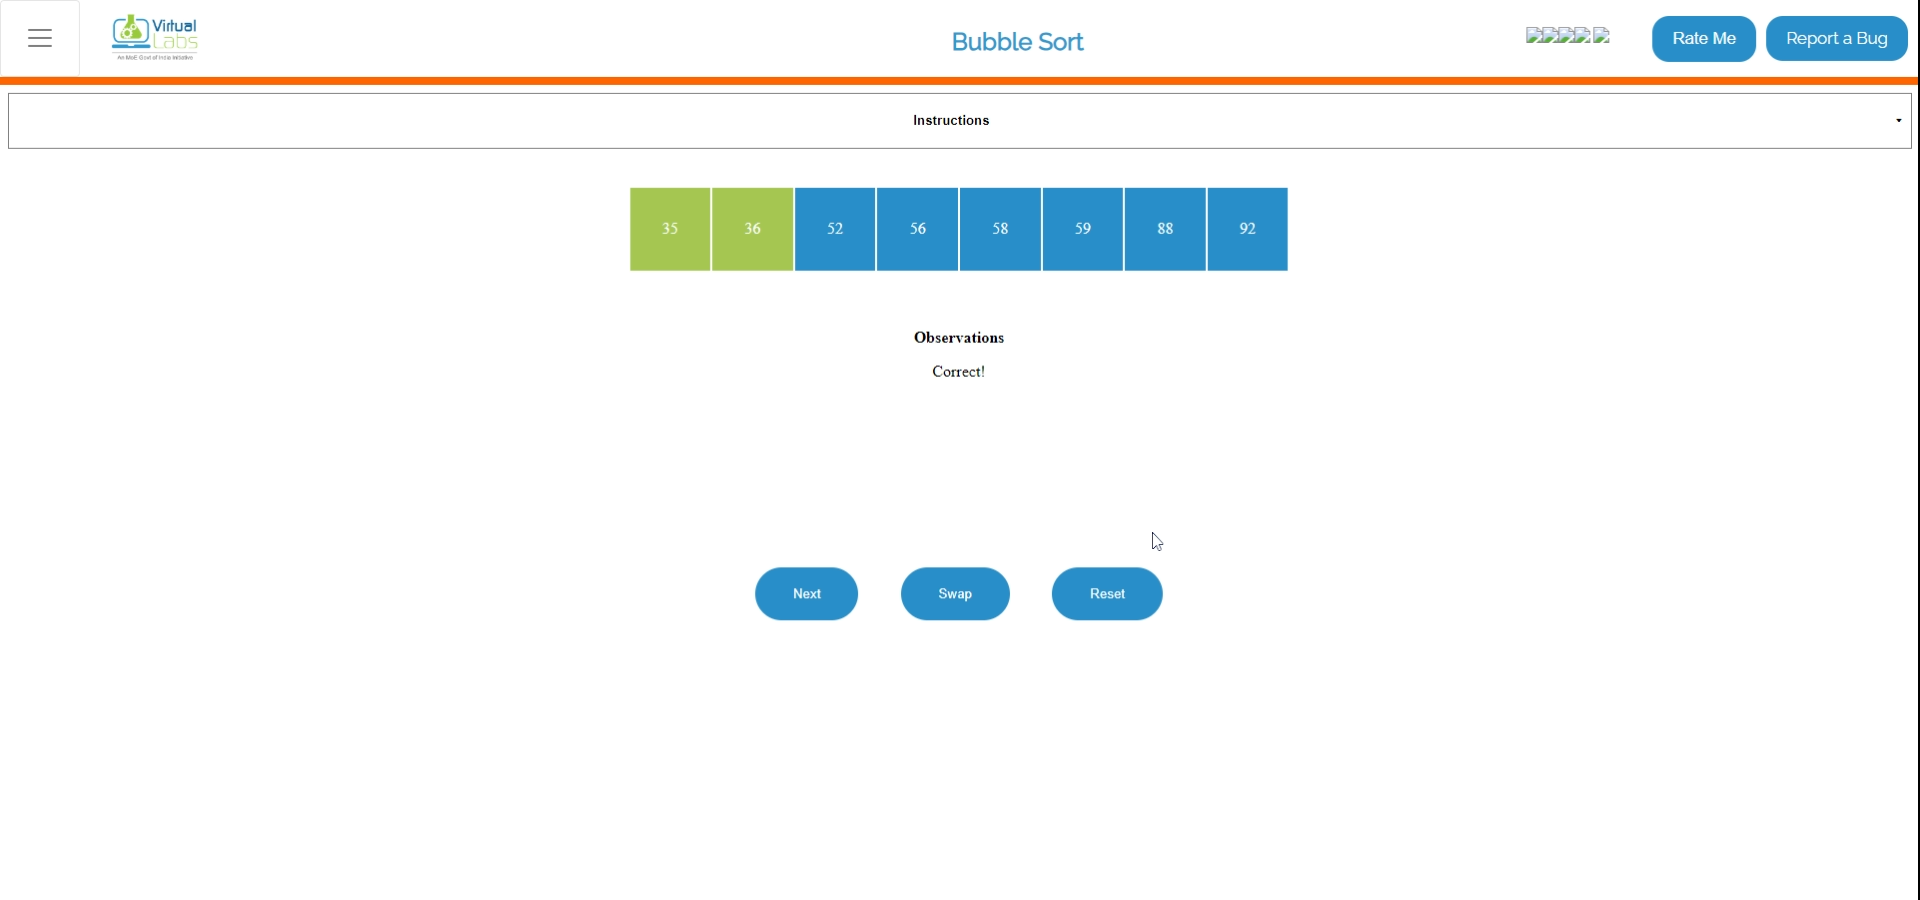 Virtual
Labs
An MoE Govt of India Initiative
Bubble Sort
Rate Me
Report a Bug
Instructions
35 36 52 56 58 59 88 92
Observations
Correct!
Next Swap Reset